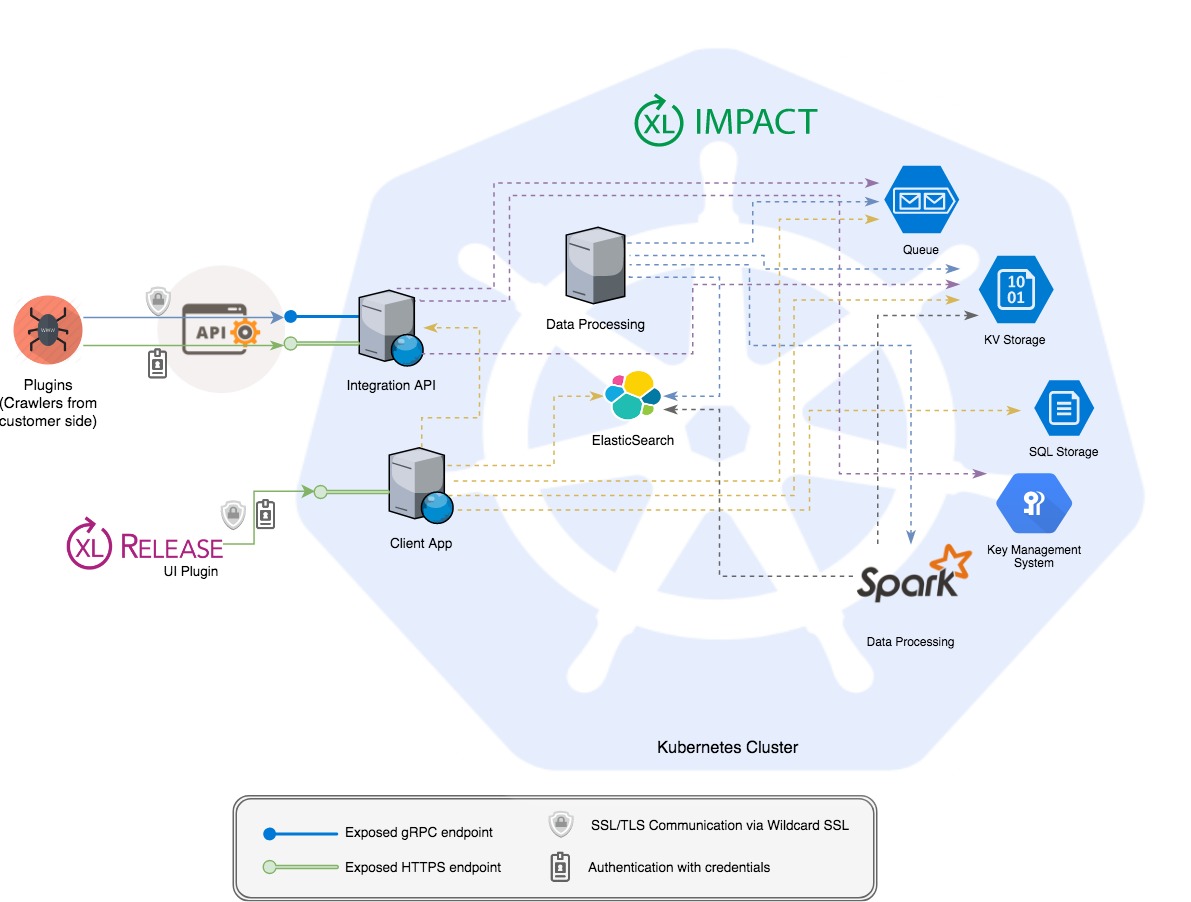 XL IMPACT
Queue
10
01
KV Storage
Data Processing
API
WWW
Plugins
(Crawlers from
customer side)
Integration API
ElasticSearch
SQL Storage
Client App
Key Management
System
XL RELEASE
UI Plugin
Spark
Data Processing
Kubernetes Cluster
Exposed gRPC endpoint
SSL/TLS Communication via Wildcard SSL
Exposed HTTPS endpoint
Authentication with credentials